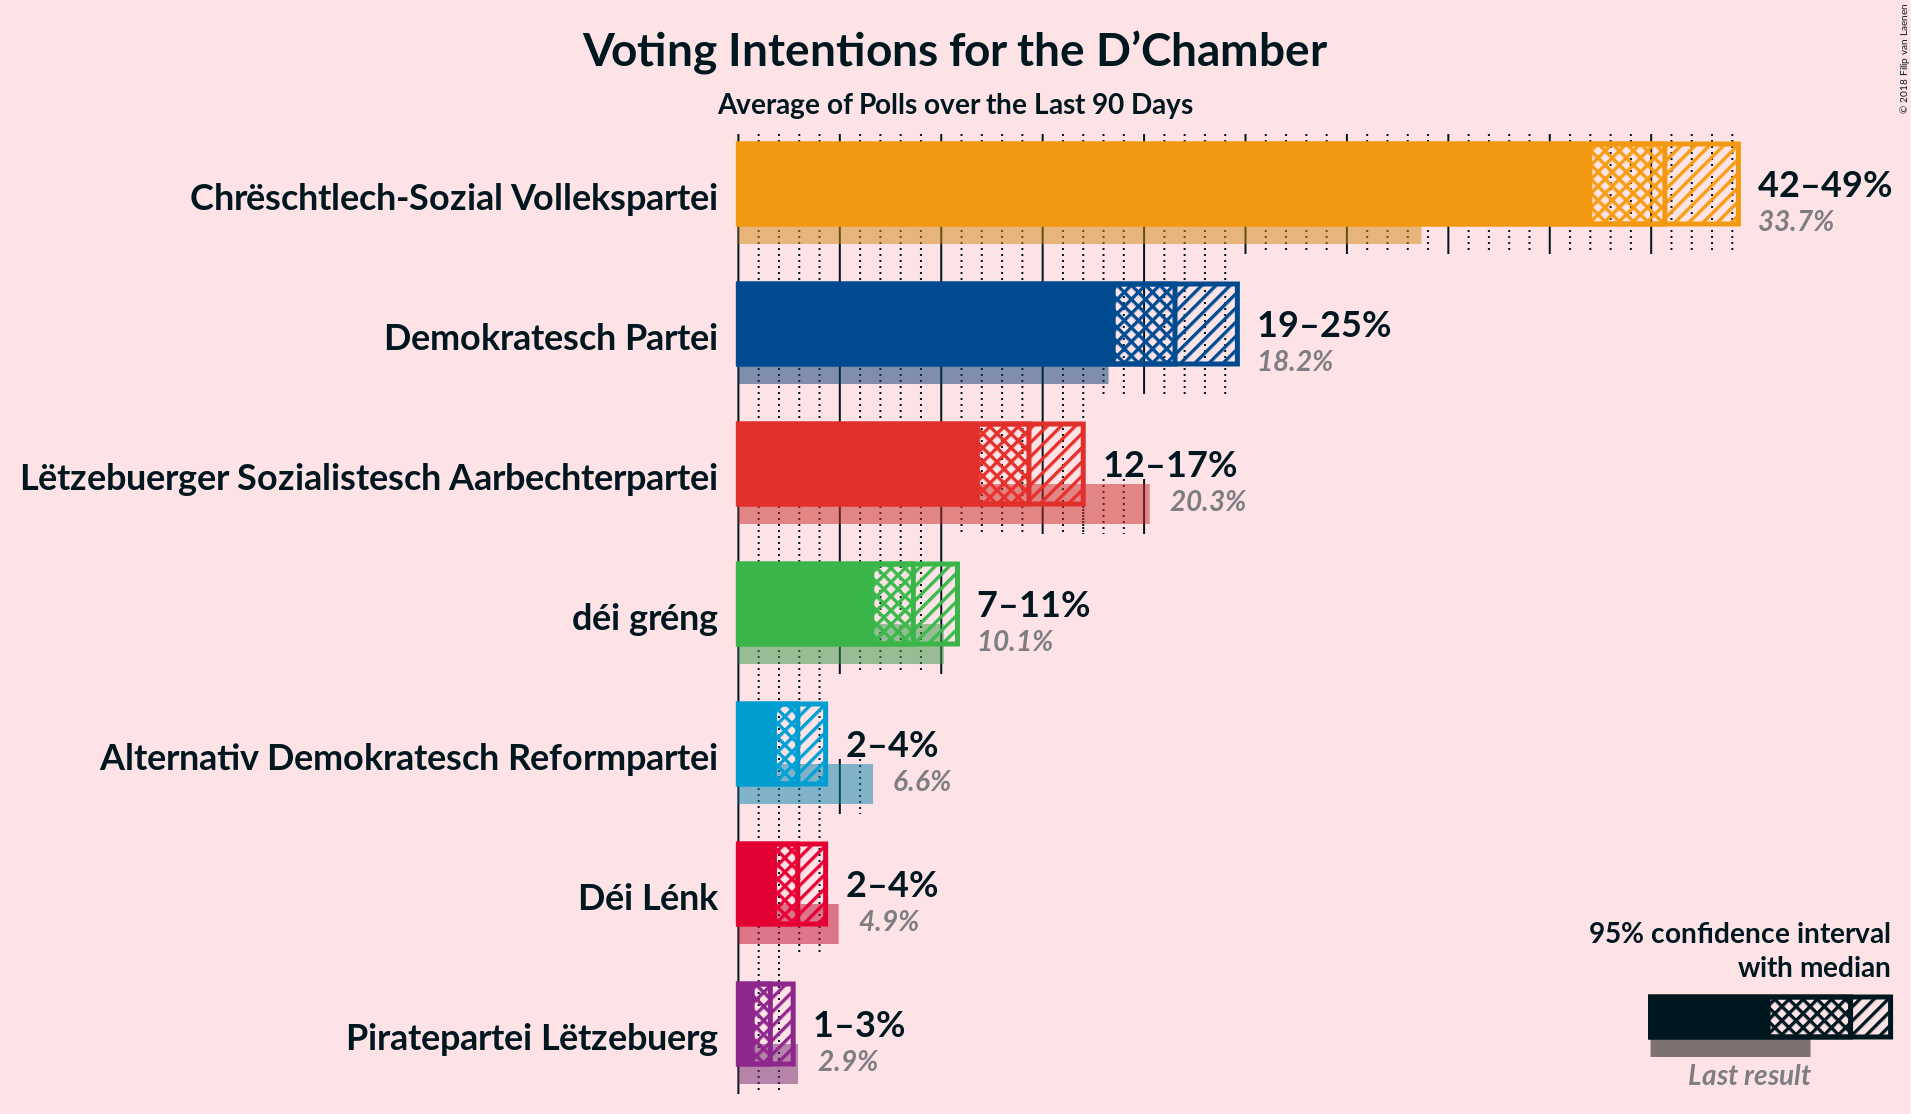 Voting Intentions for the D’Chamber
Average of Polls over the Last 90 Days
© 2018 Filip van Laenen
Chrëschtlech-Sozial Vollekspartei
42–49%
33.7%
Demokratesch Partei
19–25%
18.2%
Lëtzebuerger Sozialistesch Aarbechterpartei
12–17%
20.3%
déi gréng
7–11%
10.1%
Alternativ Demokratesch Reformpartei
2–4%
6.6%
Déi Lénk
2–4%
4.9%
Piratepartei Lëtzebuerg
1–3%
2.9%
95% confidence interval
with median
Last result